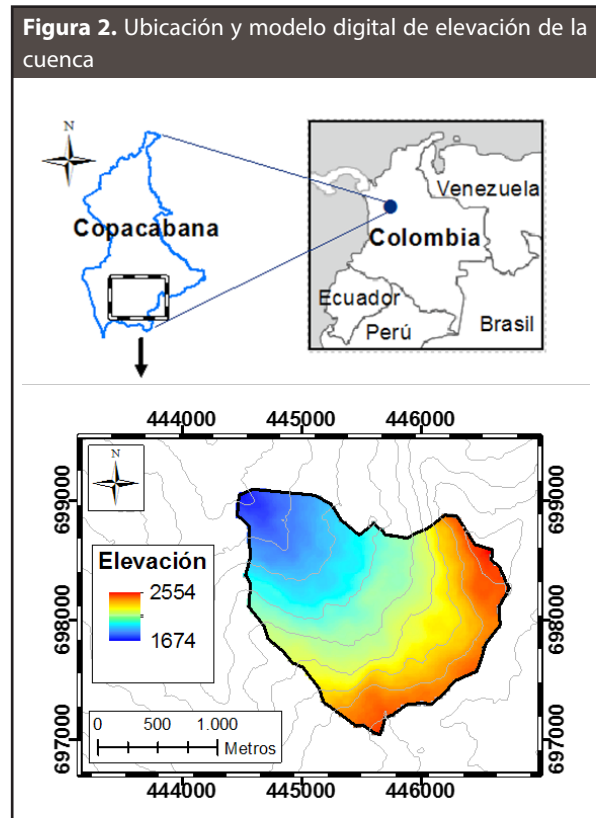 Figura 2. Ubicación y modelo digital de elevación de la
cuenca
N
Copacabana
Venezuela
Colombia
Ecuador
Perú
Brasil
444000 445000 446000
N
699000
699000
Elevación
2554
1674
698000
698000
0 500 1.000
Metros
697000
697000
444000 445000 446000